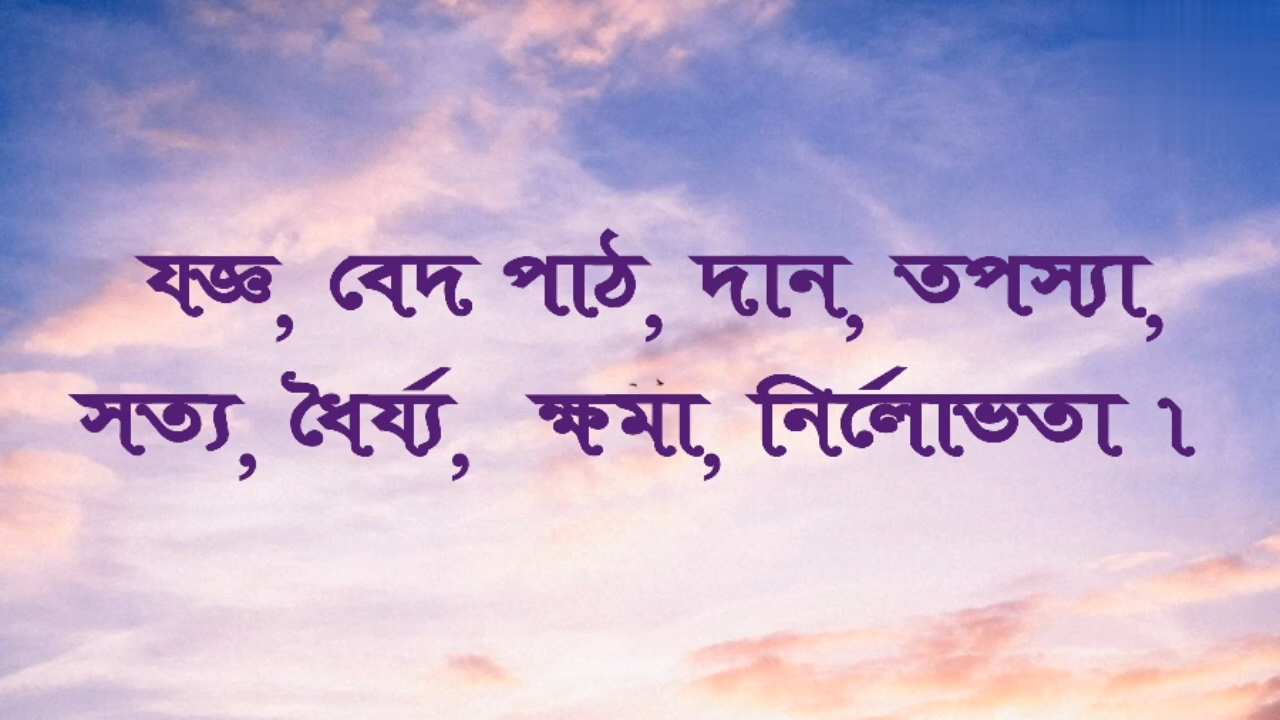 যজ্ঞ, বেদ পাঠ, দান, তপস্যা,
সত্য, ধৈর্য্য, ক্ষমা, নির্লোভতা ।